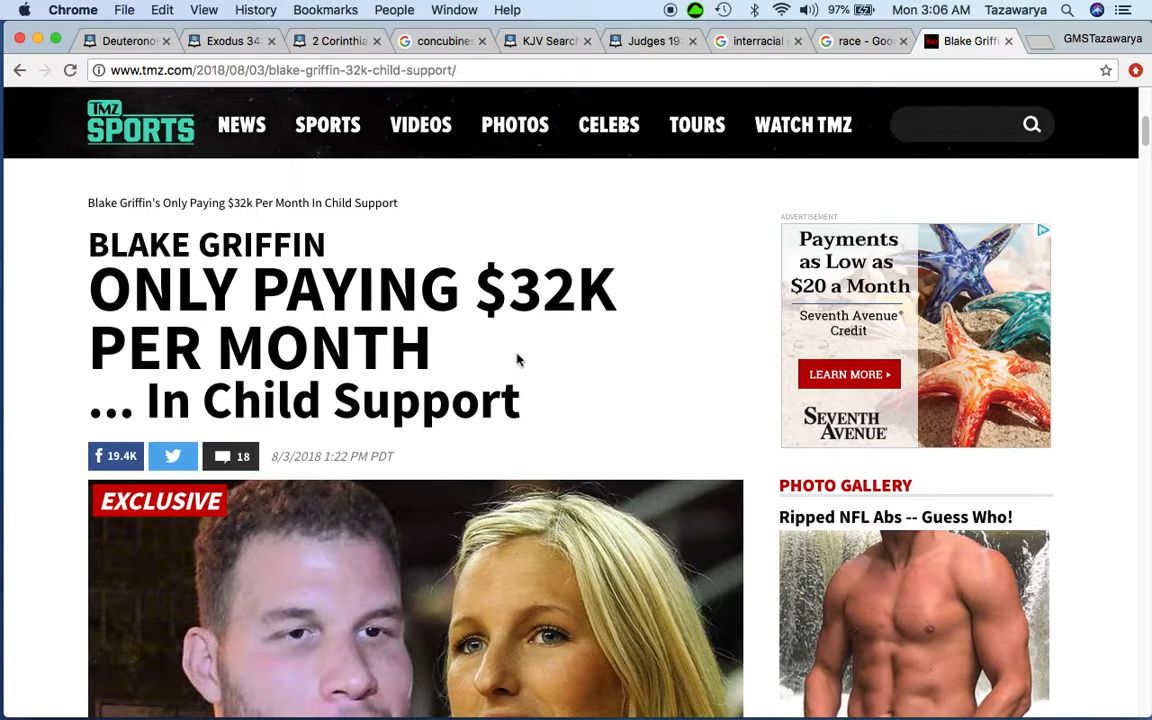 Chrome File Edit View History Bookmarks People Window Help 97% Mon 3:06 AM Tazawarya
Deuterono Exodus 34: 2 Corinthia concubines KJV Searc Judges 19: interracial race - Goo Blake Griffi GMSTazawarya
www.tmz.com/2018/08/03/blake-griffin-32k-child-support/
TMZ
SPORTS
NEWS SPORTS VIDEOS PHOTOS CELEBS TOURS WATCH TMZ
Blake Griffin's Only Paying $32k Per Month In Child Support
BLAKE GRIFFIN
ONLY PAYING $32K
PER MONTH
... In Child Support
f 19.4K 18 8/3/2018 1:22 PM PDT
EXCLUSIVE
ADVERTISEMENT
Payments
as Low as
$20 a Month
Seventh Avenue®
Credit
LEARN MORE
SEVENTH
AVENUE®
PHOTO GALLERY
Ripped NFL Abs -- Guess Who!